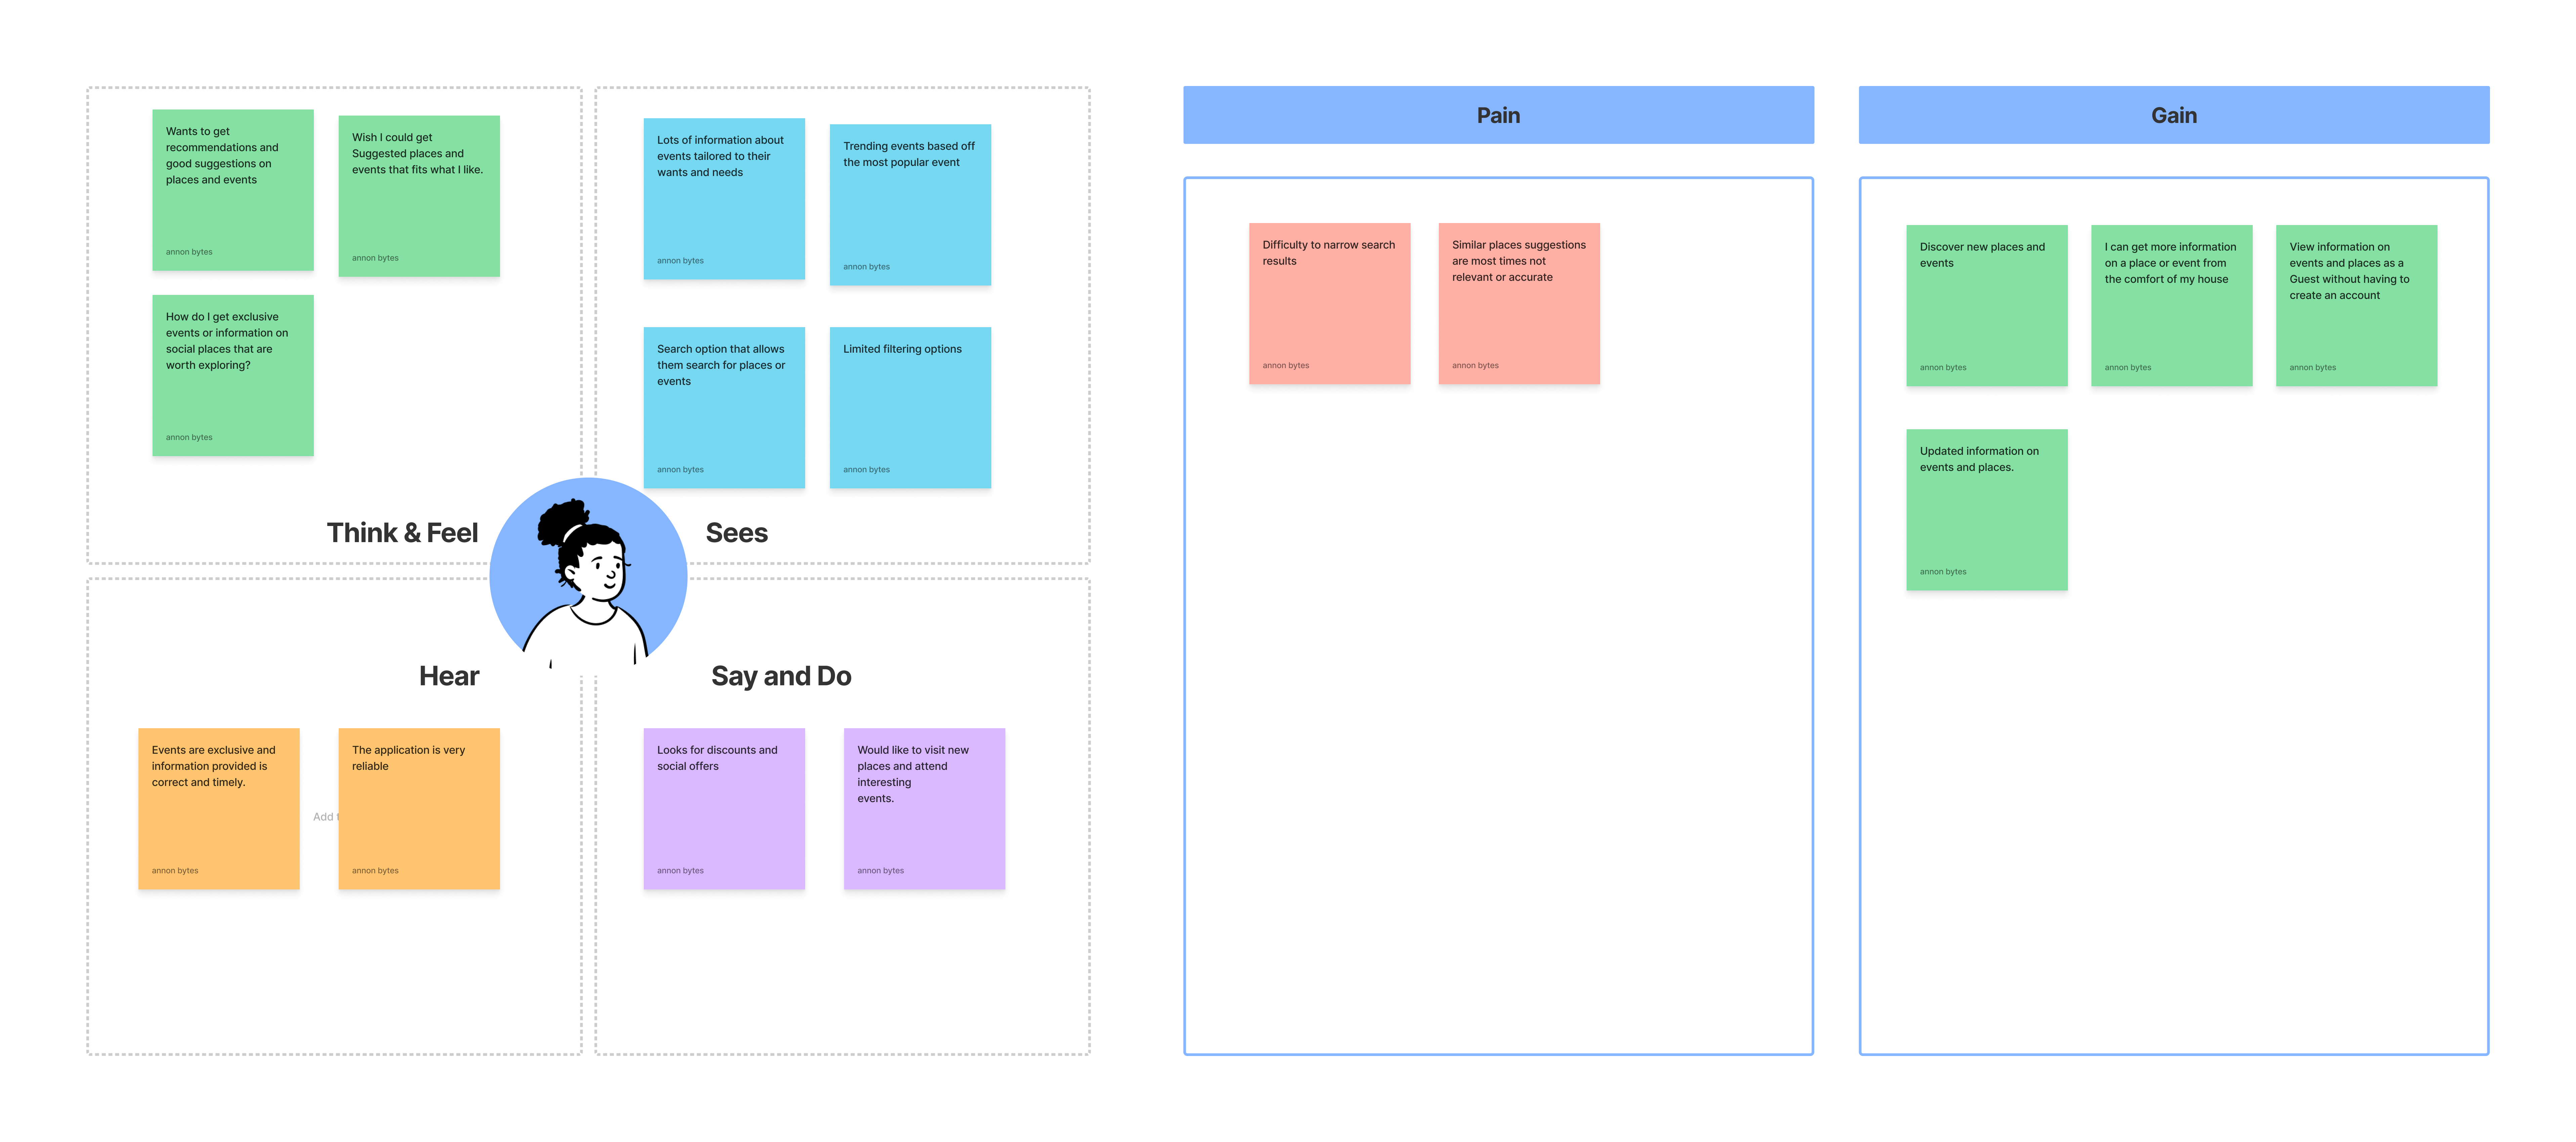 Wants to get
recommendations and
good suggestions on
places and events
annon bytes
Wish I could get
Suggested places and
events that fits what I like.
annon bytes
How do I get exclusive
events or information on
social places that are
worth exploring?
annon bytes
Think & Feel
Lots of information about
events tailored to their
wants and needs
annon bytes
Trending events based off
the most popular event
annon bytes
Search option that allows
them search for places or
events
annon bytes
Limited filtering options
annon bytes
Sees
Hear
Events are exclusive and
information provided is
correct and timely.
annon bytes
Add
The application is very
reliable
annon bytes
Say and Do
Looks for discounts and
social offers
annon bytes
Would like to visit new
places and attend
interesting
events.
annon bytes
Pain
Difficulty to narrow search
results
annon bytes
Similar places suggestions
are most times not
relevant or accurate
annon bytes
Gain
Discover new places and
events
annon bytes
I can get more information
on a place or event from
the comfort of my house
annon bytes
View information on
events and places as a
Guest without having to
create an account
annon bytes
Updated information on
events and places.
annon bytes